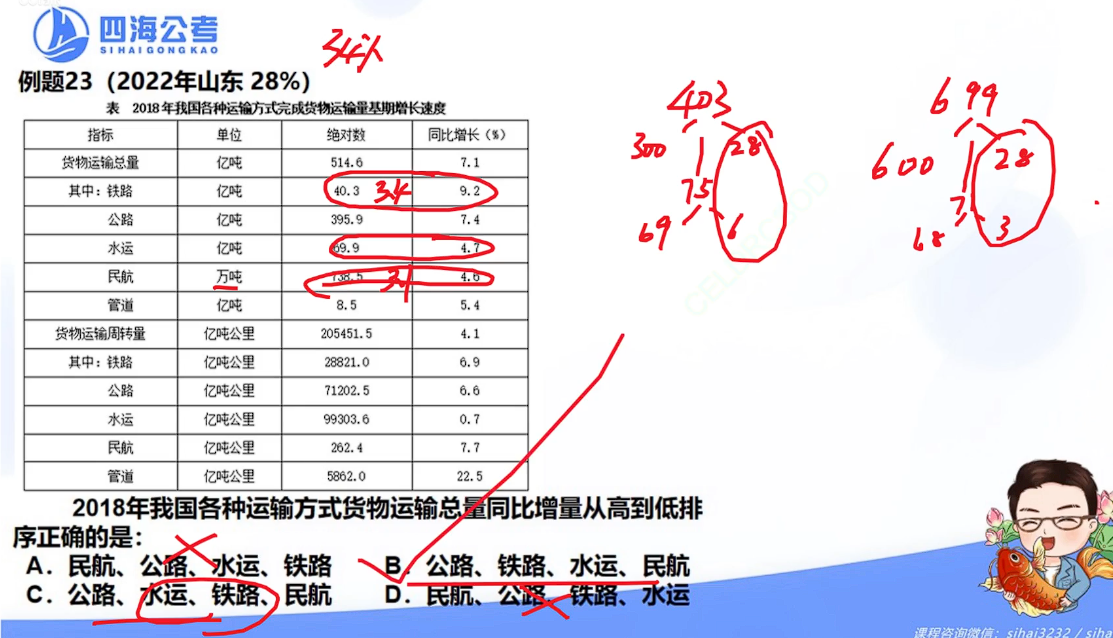 四海公考
SIHAIGONGKAO
34
例题23（2022年山东 28%）
表 2018年我国各种运输方式完成货物运输量基期增长速度
指标 单位 绝对数 同比增长（%）
货物运输总量 亿吨 514.6 7.1
其中：铁路 亿吨 40.3 3.4 9.2
公路 亿吨 395.9 7.4
水运 亿吨 69.9 4.7
民航 万吨 738.5 4.6
管道 亿吨 8.5 5.4
货物运输周转量 亿吨公里 205451.5 4.1
其中：铁路 亿吨公里 28821.0 6.9
公路 亿吨公里 71202.5 6.6
水运 亿吨公里 99303.6 0.7
民航 亿吨公里 262.4 7.7
管道 亿吨公里 5862.0 22.5
2018年我国各种运输方式货物运输总量同比增量从高到低排
序正确的是：
A．民航、公路、水运、铁路 B．公路、铁路、水运、民航
C．公路、水运、铁路、民航 D．民航、公路、铁路、水运
403
300 28
75
69 6
699
600 28
7
68 3
课程咨询微信：sihai3232 / siha